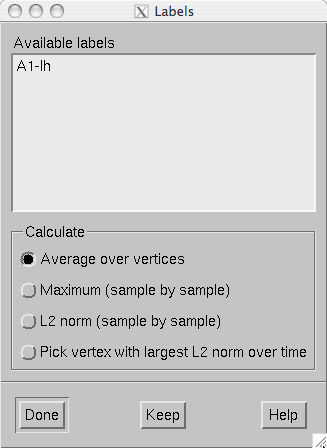 Labels
Available labels
A1-lh
Calculate
Average over vertices
Maximum (sample by sample)
L2 norm (sample by sample)
Pick vertex with largest L2 norm over time
Done Keep Help